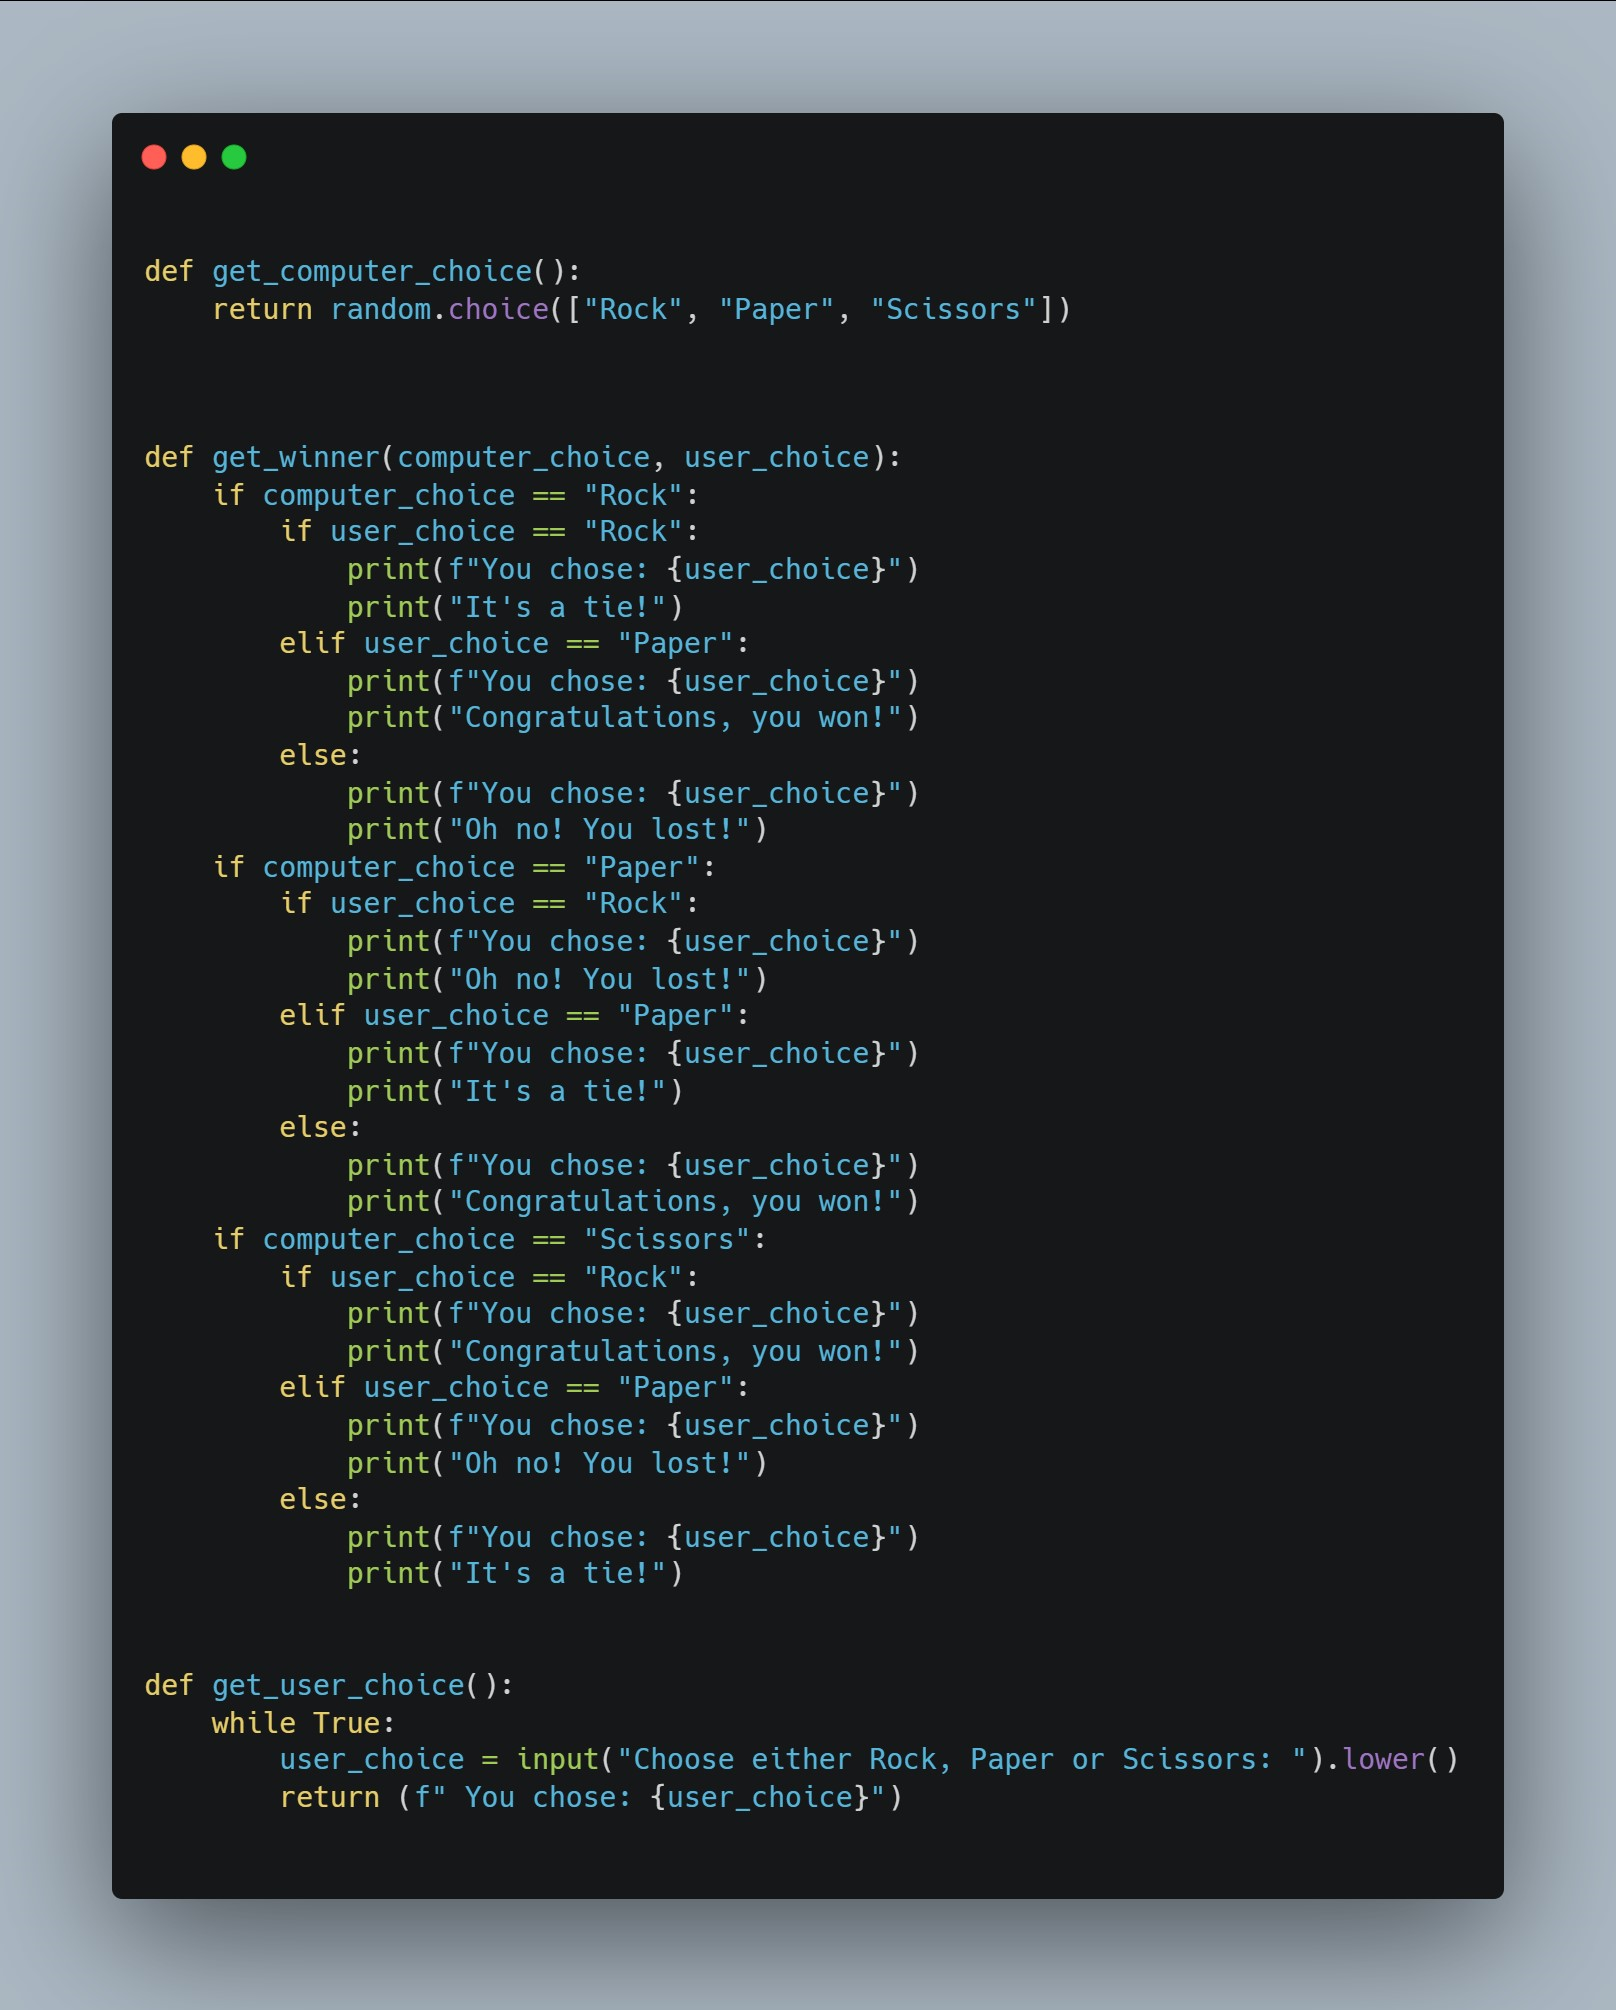 def get_computer_choice():
    return random.choice(["Rock", "Paper", "Scissors"])
def get_winner(computer_choice, user_choice):
    if computer_choice == "Rock":
        if user_choice == "Rock":
            print(f"You chose: {user_choice}")
            print("It's a tie!")
        elif user_choice == "Paper":
            print(f"You chose: {user_choice}")
            print("Congratulations, you won!")
        else:
            print(f"You chose: {user_choice}")
            print("Oh no! You lost!")
    if computer_choice == "Paper":
        if user_choice == "Rock":
            print(f"You chose: {user_choice}")
            print("Oh no! You lost!")
        elif user_choice == "Paper":
            print(f"You chose: {user_choice}")
            print("It's a tie!")
        else:
            print(f"You chose: {user_choice}")
            print("Congratulations, you won!")
    if computer_choice == "Scissors":
        if user_choice == "Rock":
            print(f"You chose: {user_choice}")
            print("Congratulations, you won!")
        elif user_choice == "Paper":
            print(f"You chose: {user_choice}")
            print("Oh no! You lost!")
        else:
            print(f"You chose: {user_choice}")
            print("It's a tie!")
def get_user_choice():
    while True:
        user_choice = input("Choose either Rock, Paper or Scissors: ").lower()
        return (f" You chose: {user_choice}")